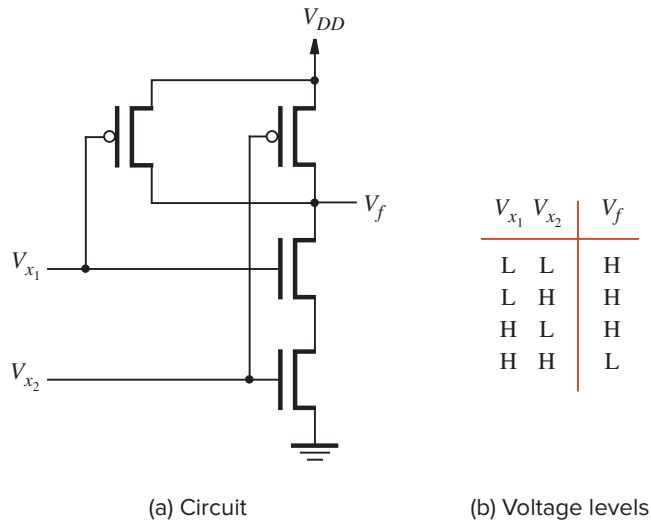 V_DD
V_f
V_x1
V_x2
(a) Circuit
V_x1 V_x2 V_f
L L H
L H H
H L H
H H L
(b) Voltage levels